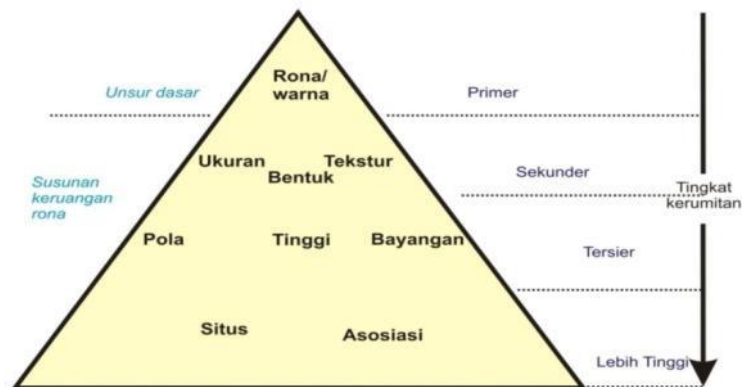 Rona/
warna
Unsur dasar
Primer
Ukuran
Tekstur
Bentuk
Sekunder
Susunan
keruangan
rona
Tingkat
kerumitan
Pola
Tinggi
Bayangan
Tersier
Situs
Asosiasi
Lebih Tinggi